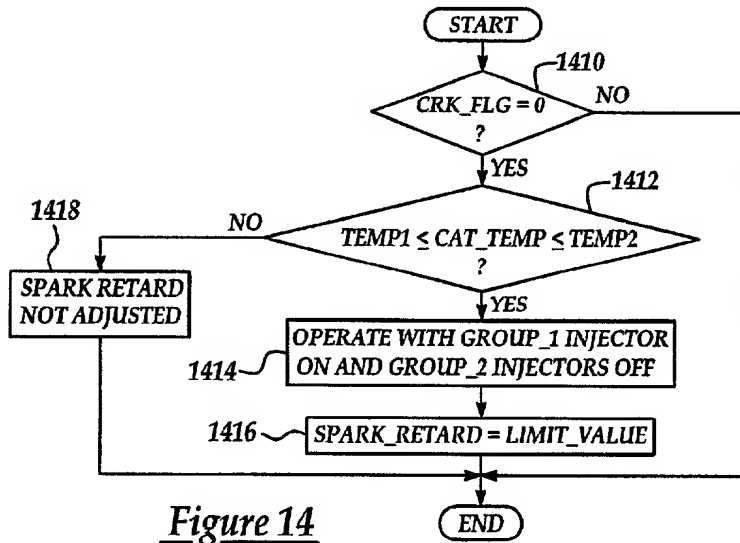 START
1410
CRK_FLG = 0
?
NO
YES
1412
TEMP1 ≤ CAT_TEMP ≤ TEMP2
?
NO
1418
SPARK RETARD
NOT ADJUSTED
YES
OPERATE WITH GROUP_1 INJECTOR
ON AND GROUP_2 INJECTORS OFF
1414
1416
SPARK_RETARD = LIMIT_VALUE
END
Figure 14